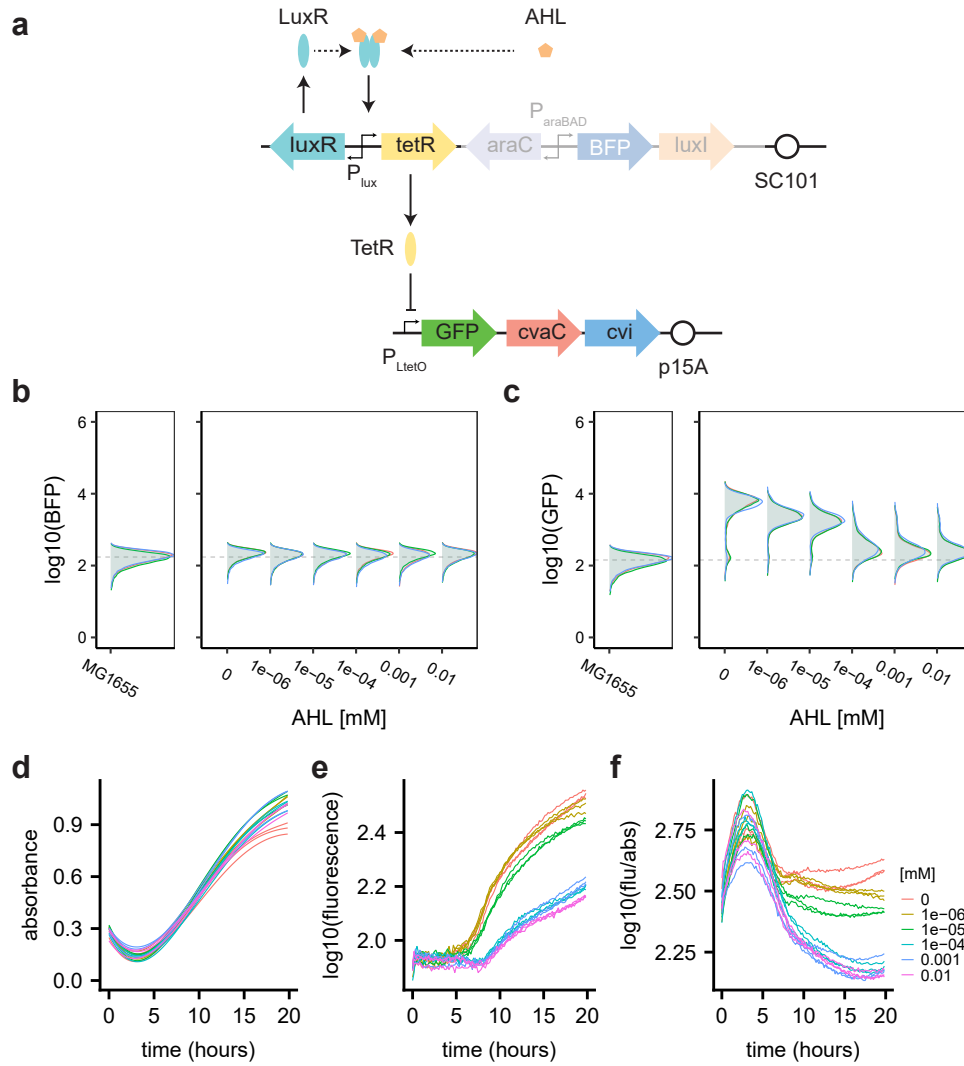 a
LuxR
AHL
P_araBAD
luxR
tetR
araC
BFP
luxI
P_lux
SC101
TetR
GFP
cvaC
cvi
P_LtetO
p15A
b
log10(BFP)
6
4
2
0
MG1655
0
1e−06
1e−05
1e−04
0.001
0.01
AHL [mM]
c
log10(GFP)
6
4
2
0
MG1655
0
1e−06
1e−05
1e−04
0.001
0.01
AHL [mM]
d
absorbance
0.9
0.6
0.3
0.0
0 5 10 15 20
time (hours)
e
log10(fluorescence)
2.4
2.2
2.0
0 5 10 15 20
time (hours)
f
log10(flu/abs)
2.75
2.50
2.25
0 5 10 15 20
time (hours)
[mM]
0
1e−06
1e−05
1e−04
0.001
0.01